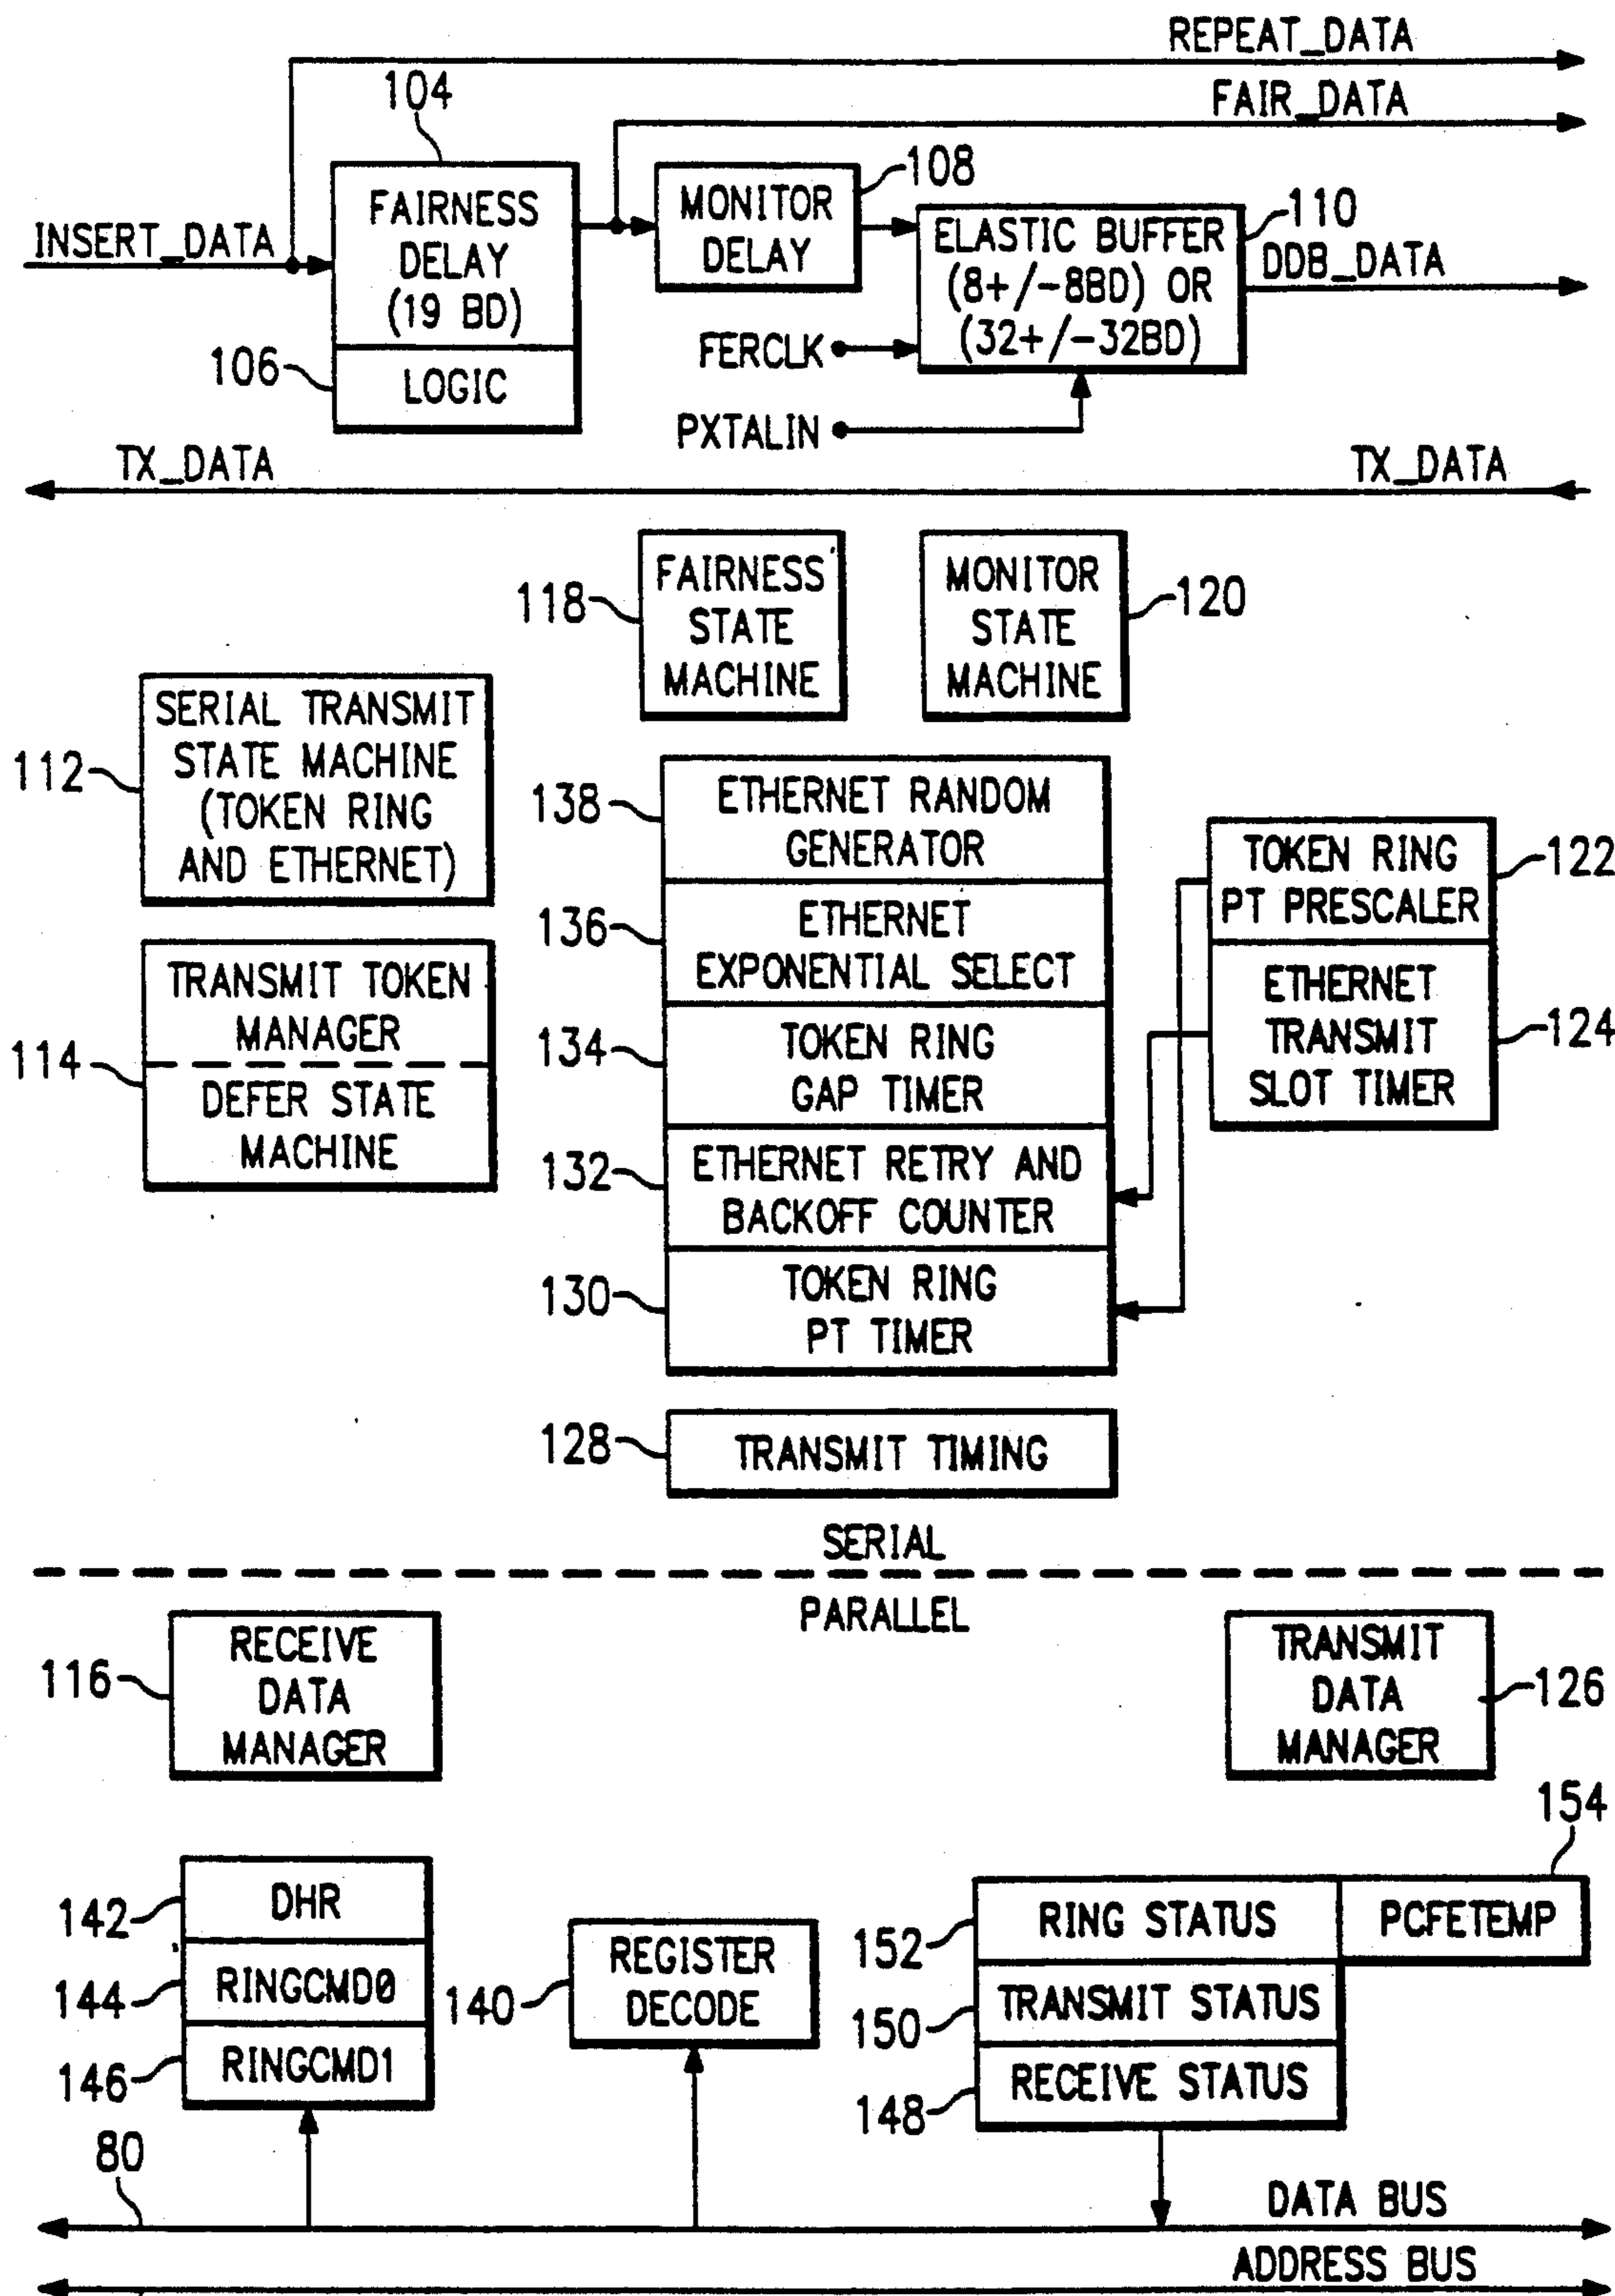 REPEAT_DATA
104
FAIR_DATA
108
FAIRNESS
DELAY
(19 BD)
MONITOR
DELAY
110
INSERT_DATA
ELASTIC BUFFER
(8+/-8BD) OR
(32+/-32BD)
DDB_DATA
FERCLK
106
LOGIC
PXTALIN
TX_DATA
TX_DATA
118
FAIRNESS
STATE
MACHINE
MONITOR
STATE
MACHINE
120
112
SERIAL TRANSMIT
STATE MACHINE
(TOKEN RING
AND ETHERNET)
138
ETHERNET RANDOM
GENERATOR
TOKEN RING
PT PRESCALER
122
136
ETHERNET
EXPONENTIAL SELECT
114
TRANSMIT TOKEN
MANAGER
DEFER STATE
MACHINE
134
TOKEN RING
GAP TIMER
ETHERNET
TRANSMIT
SLOT TIMER
124
132
ETHERNET RETRY AND
BACKOFF COUNTER
130
TOKEN RING
PT TIMER
128
TRANSMIT TIMING
SERIAL
PARALLEL
116
RECEIVE
DATA
MANAGER
TRANSMIT
DATA
MANAGER
126
154
142
DHR
144
RINGCMD0
146
RINGCMD1
140
REGISTER
DECODE
152
RING STATUS
PCFETEMP
150
TRANSMIT STATUS
148
RECEIVE STATUS
80
DATA BUS
ADDRESS BUS